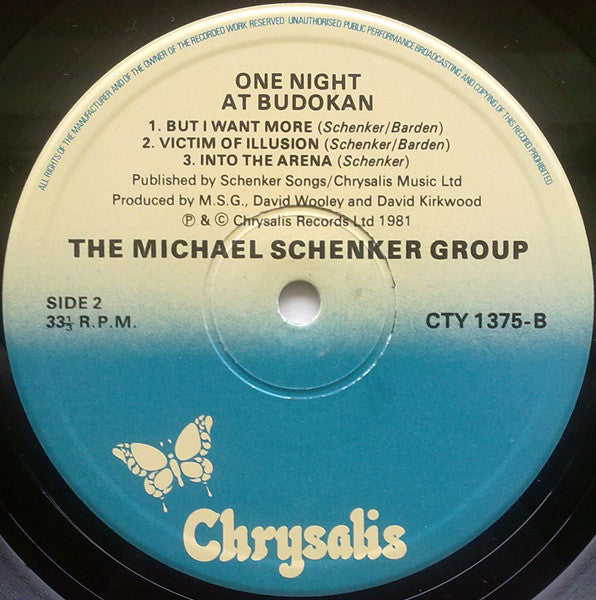 ALL RIGHTS OF THE MANUFACTURER AND OF THE OWNER OF THE RECORDED WORK RESERVED · UNAUTHORISED PUBLIC PERFORMANCE BROADCASTING AND COPYING OF THIS RECORD PROHIBITED
ONE NIGHT
AT BUDOKAN
1. BUT I WANT MORE (Schenker/Barden)
2. VICTIM OF ILLUSION (Schenker/Barden)
3. INTO THE ARENA (Schenker)
Published by Schenker Songs/Chrysalis Music Ltd
Produced by M.S.G., David Wooley and David Kirkwood
℗ & © Chrysalis Records Ltd 1981
THE MICHAEL SCHENKER GROUP
SIDE 2
33⅓ R.P.M.
CTY 1375-B
Chrysalis